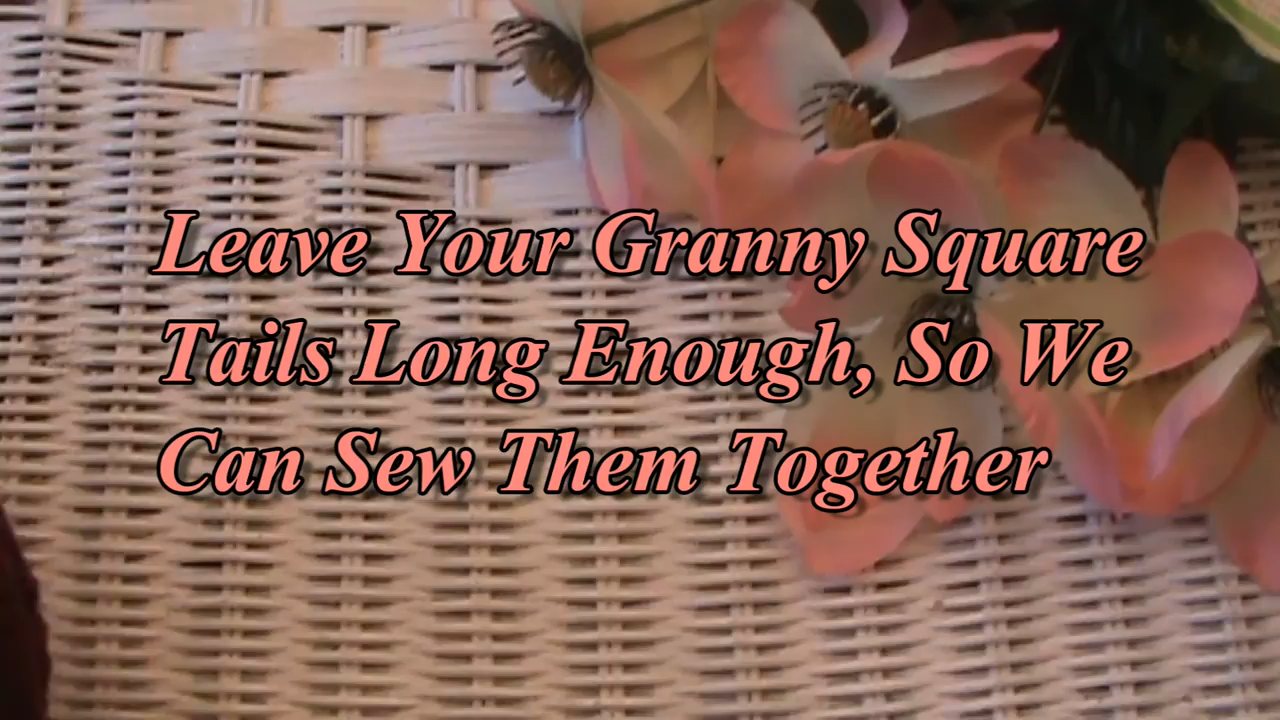 Leave Your Granny Square
Tails Long Enough, So We
Can Sew Them Together